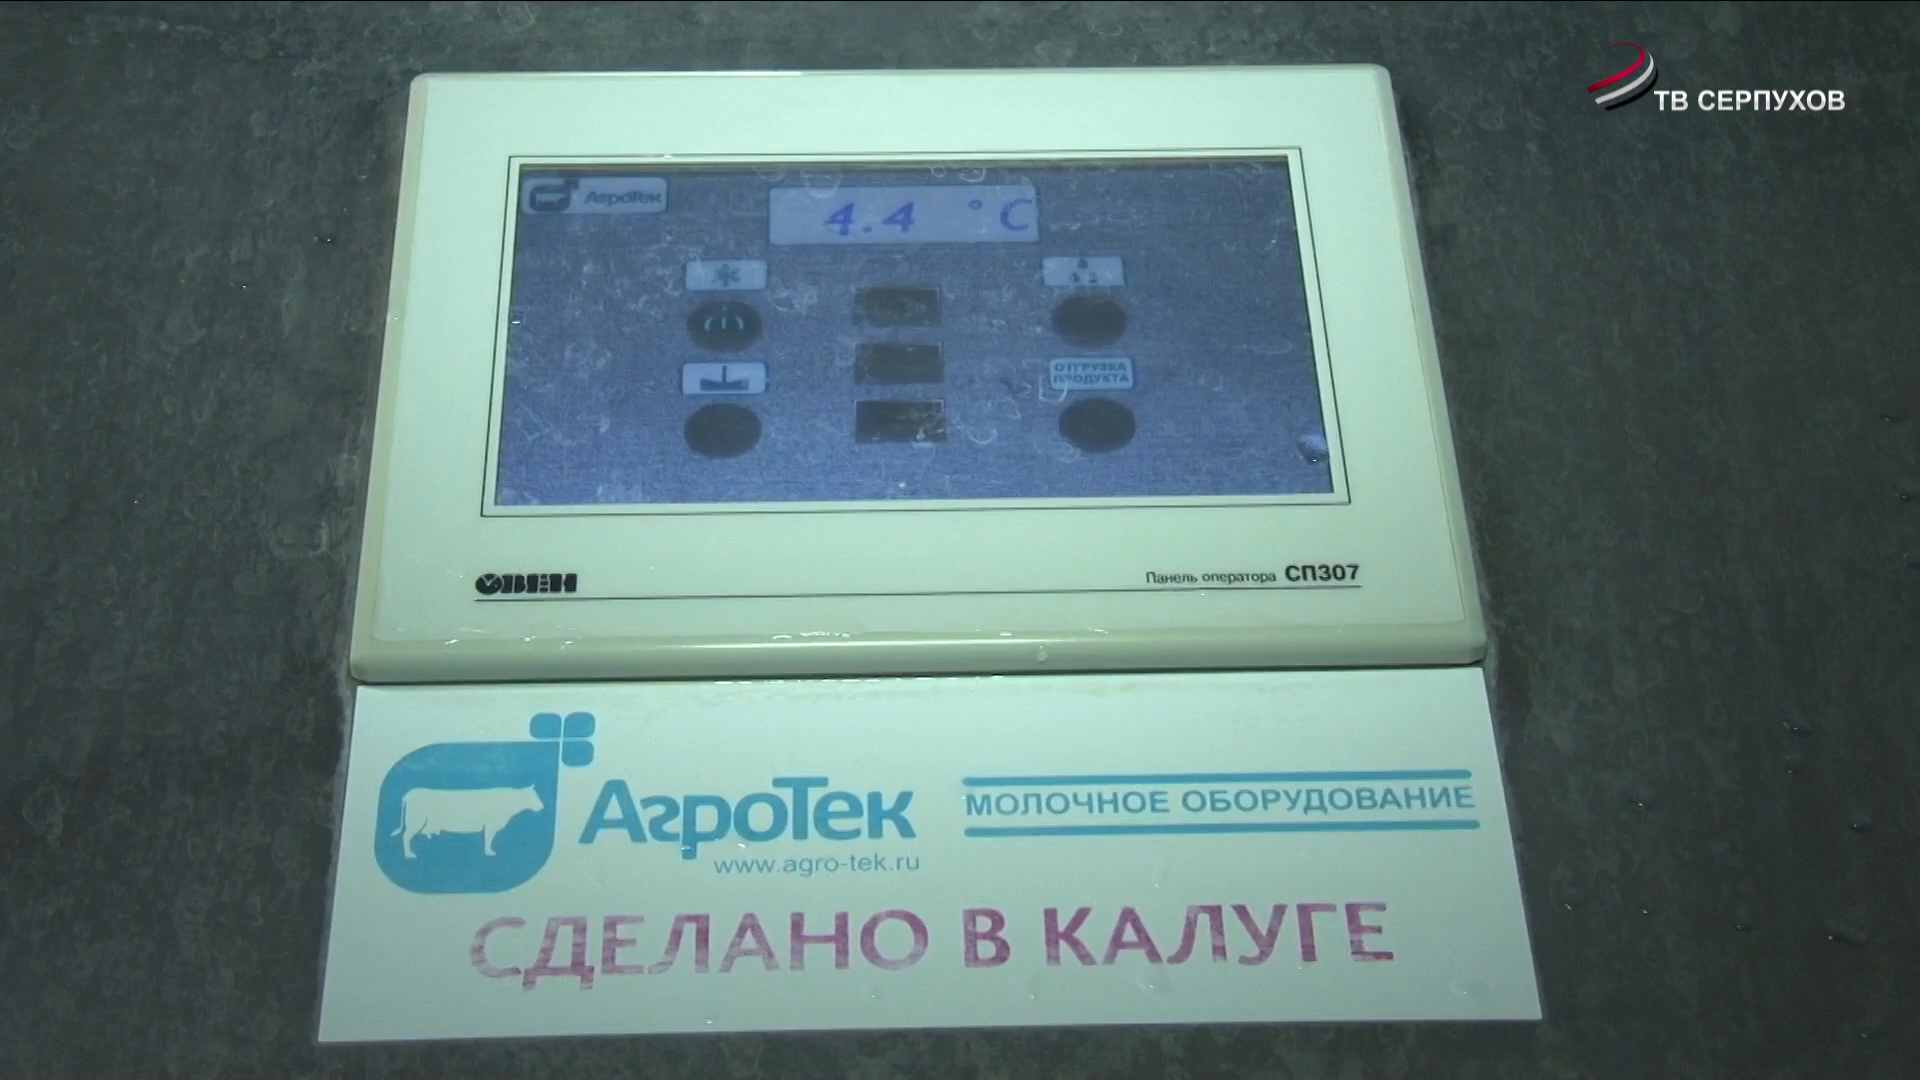 ТВ СЕРПУХОВ
АгроТек
4.4 °C
ОТГРУЗКА
ПРОДУКТА
ОВЕН
Панель оператора СП307
АгроТек
www.agro-tek.ru
МОЛОЧНОЕ ОБОРУДОВАНИЕ
СДЕЛАНО В КАЛУГЕ